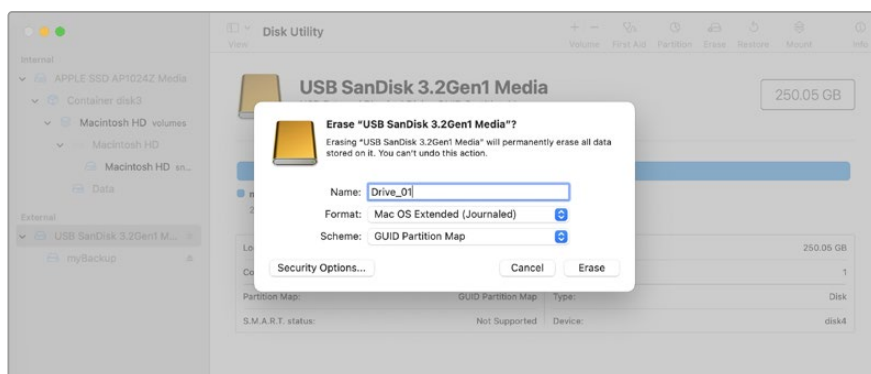 Disk Utility
View
Volume First Aid Partition Erase Restore Mount Info
Internal
APPLE SSD AP1024Z Media
Container disk3
Macintosh HD volumes
Macintosh HD
Macintosh HD sn...
Data
External
USB SanDisk 3.2Gen1 M...
myBackup
USB SanDisk 3.2Gen1 Media
250.05 GB
Erase “USB SanDisk 3.2Gen1 Media”?
Erasing “USB SanDisk 3.2Gen1 Media” will permanently erase all data
stored on it. You can’t undo this action.
Name: Drive_01
Format: Mac OS Extended (Journaled)
Scheme: GUID Partition Map
Security Options... Cancel Erase
250.05 GB
1
Partition Map: GUID Partition Map Type: Disk
S.M.A.R.T. status: Not Supported Device: disk4